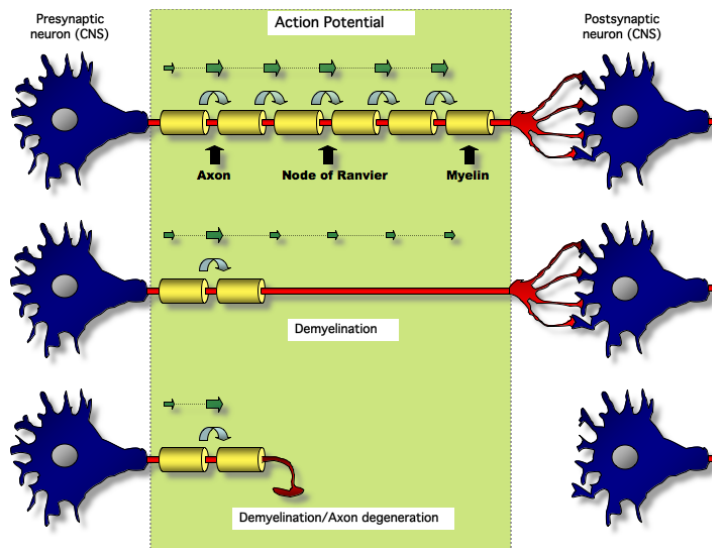 Presynaptic
neuron (CNS)
Action Potential
Postsynaptic
neuron (CNS)
Axon
Node of Ranvier
Myelin
Demyelination
Demyelination/Axon degeneration